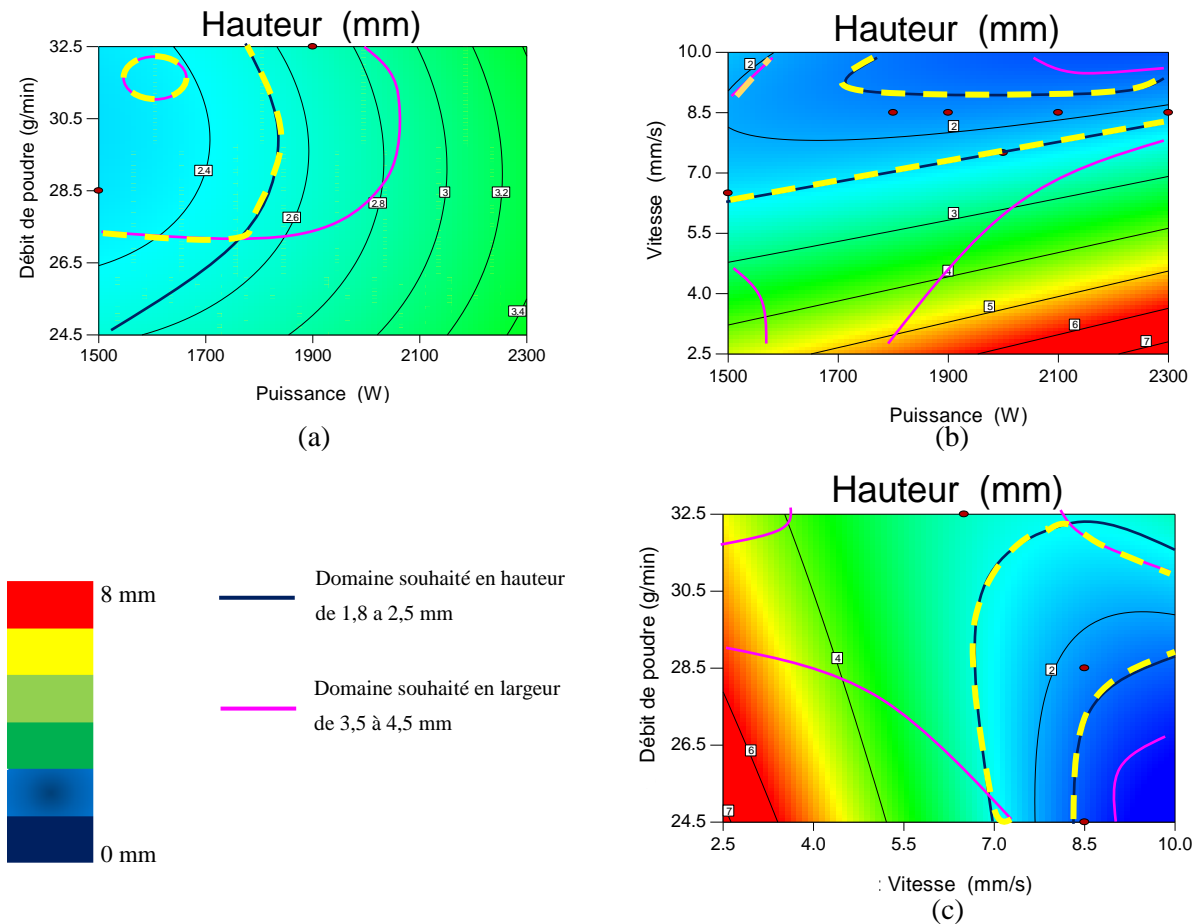 Hauteur (mm)
32.5
30.5
28.5
26.5
24.5
Débit de poudre (g/min)
2.4
2.6
2.8
3
3.2
3.4
1500
1700
1900
2100
2300
Puissance (W)
(a)
Hauteur (mm)
10.0
8.5
7.0
5.5
4.0
2.5
Vitesse (mm/s)
2
2
3
4
5
6
7
1500
1700
1900
2100
2300
Puissance (W)
(b)
8 mm
0 mm
Domaine souhaité en hauteur
de 1,8 a 2,5 mm
Domaine souhaité en largeur
de 3,5 à 4,5 mm
Hauteur (mm)
32.5
30.5
28.5
26.5
24.5
Débit de poudre (g/min)
4
2
6
7
2.5
4.0
5.5
7.0
8.5
10.0
: Vitesse (mm/s)
(c)